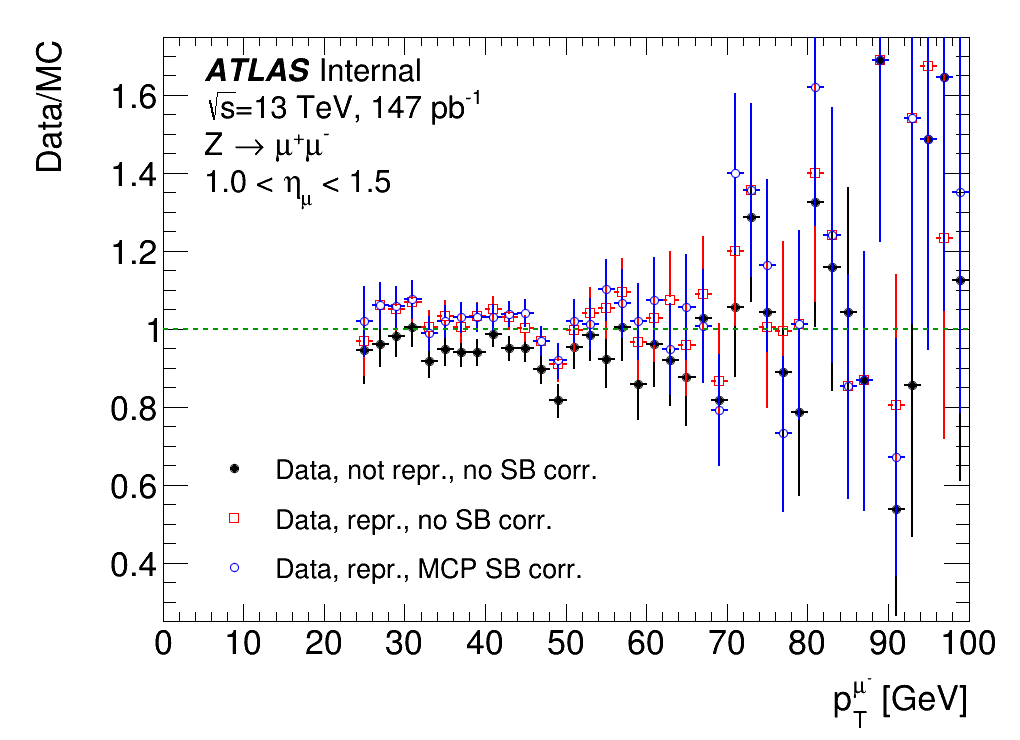 Data/MC
ATLAS Internal
√s=13 TeV, 147 pb⁻¹
Z → μ⁺μ⁻
1.0 < η_μ < 1.5
1.6
1.4
1.2
1
0.8
0.6
0.4
Data, not repr., no SB corr.
Data, repr., no SB corr.
Data, repr., MCP SB corr.
0 10 20 30 40 50 60 70 80 90 100
p_T^μ⁻ [GeV]